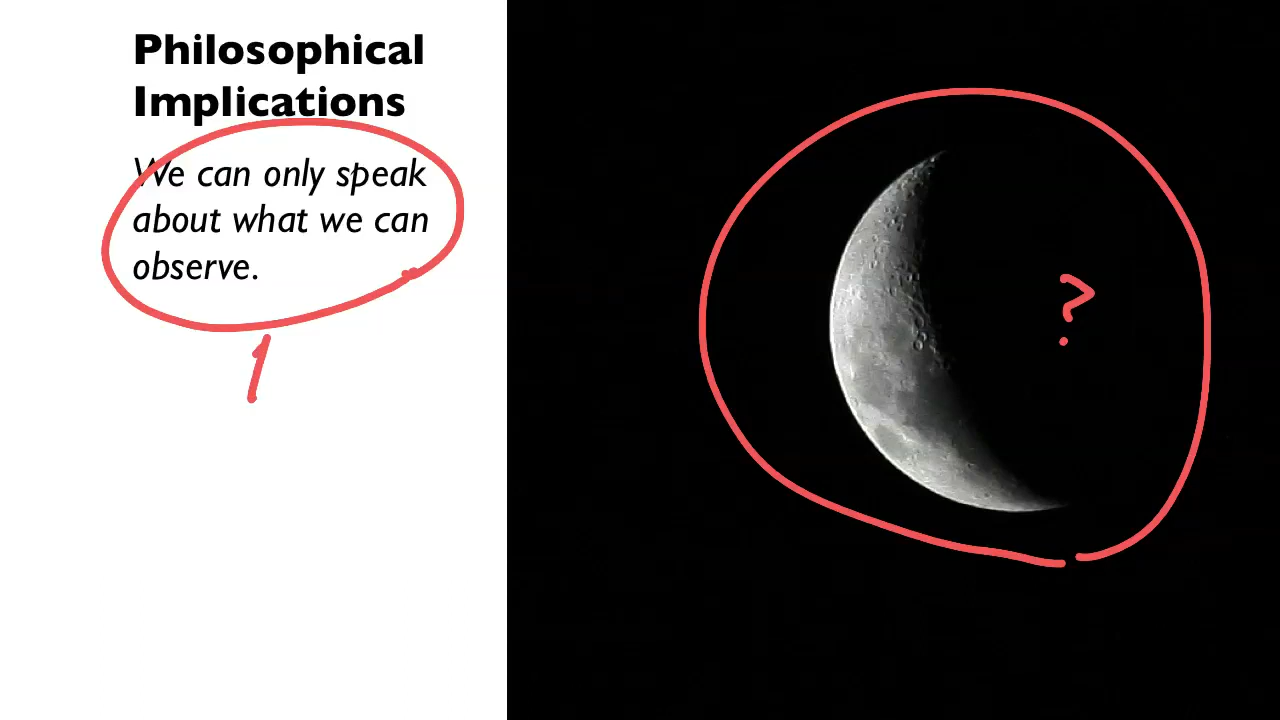 Philosophical
Implications
We can only speak
about what we can
observe.
1
?